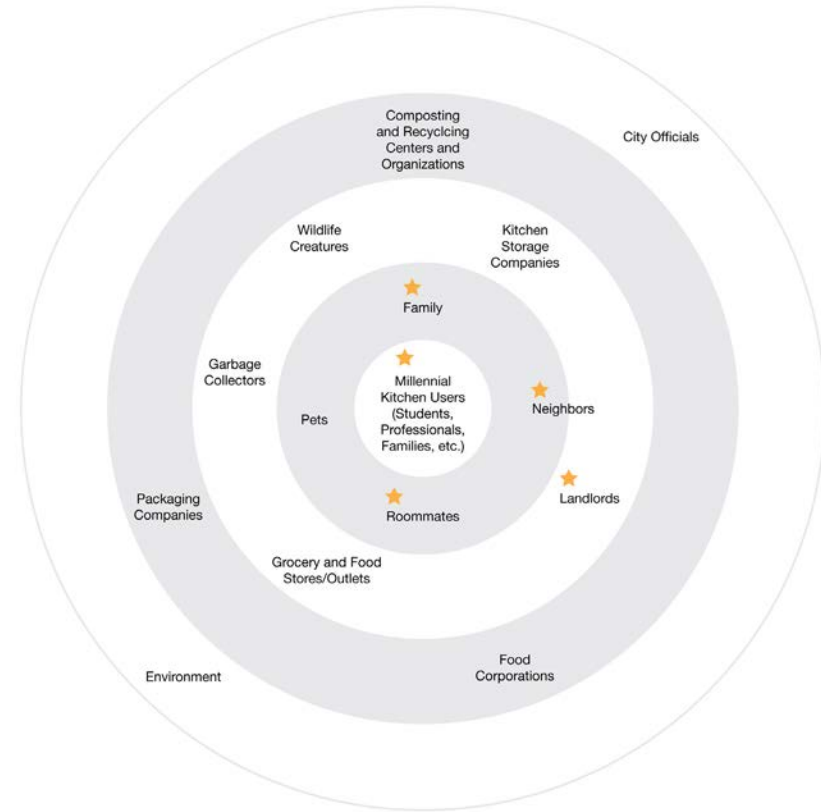 Composting
and Recyclcing
Centers and
Organizations
City Officials
Wildlife
Creatures
Kitchen
Storage
Companies
Family
Garbage
Collectors
Millennial
Kitchen Users
(Students,
Professionals,
Families, etc.)
Neighbors
Pets
Packaging
Companies
Landlords
Roommates
Grocery and Food
Stores/Outlets
Environment
Food
Corporations